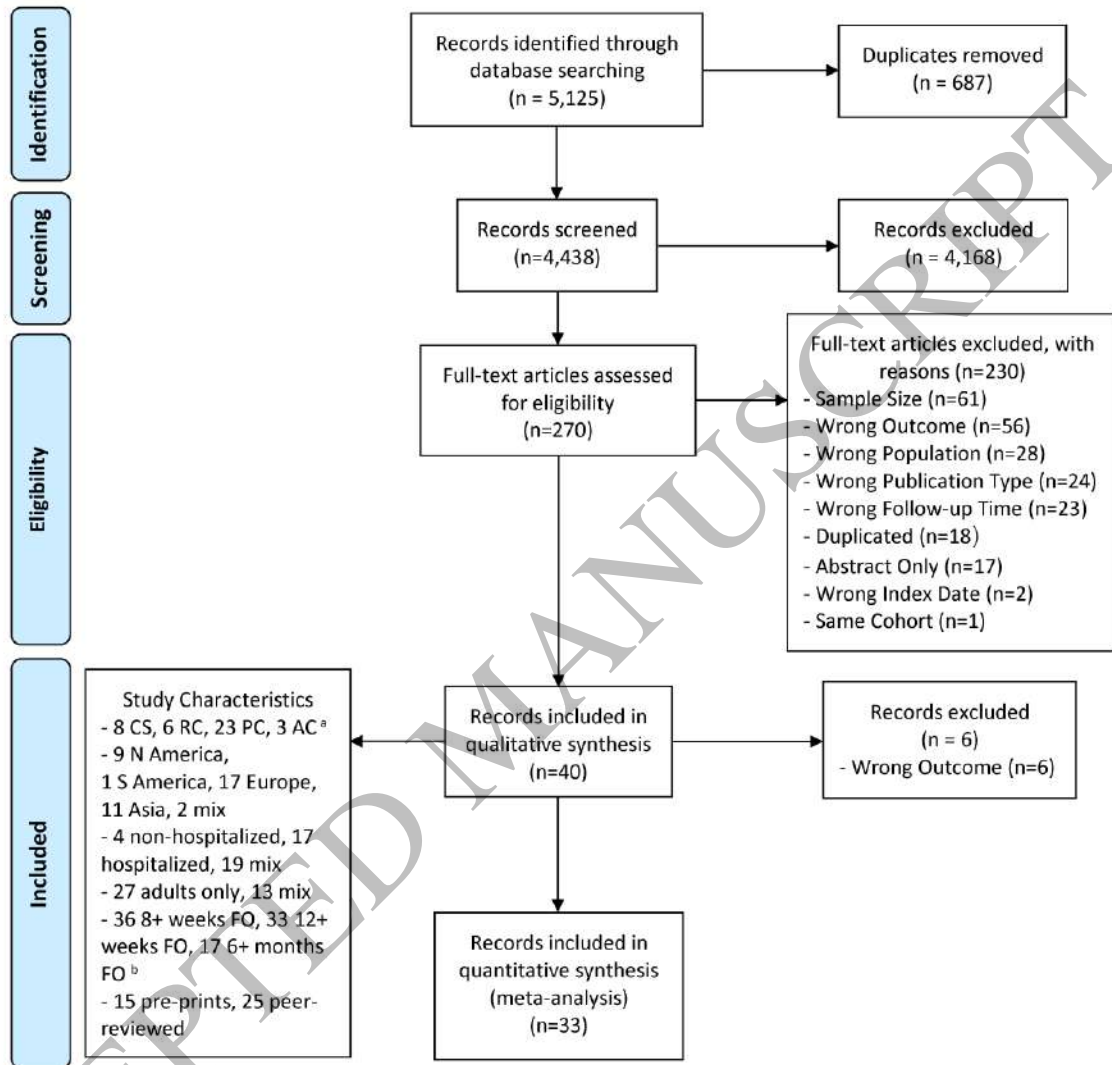 Identification
Records identified through
database searching
(n = 5,125)
Duplicates removed
(n = 687)
Screening
Records screened
(n=4,438)
Records excluded
(n = 4,168)
Eligibility
Full-text articles assessed
for eligibility
(n=270)
Full-text articles excluded, with
reasons (n=230)
- Sample Size (n=61)
- Wrong Outcome (n=56)
- Wrong Population (n=28)
- Wrong Publication Type (n=24)
- Wrong Follow-up Time (n=23)
- Duplicated (n=18)
- Abstract Only (n=17)
- Wrong Index Date (n=2)
- Same Cohort (n=1)
Included
Study Characteristics
- 8 CS, 6 RC, 23 PC, 3 AC a
- 9 N America,
1 S America, 17 Europe,
11 Asia, 2 mix
- 4 non-hospitalized, 17
hospitalized, 19 mix
- 27 adults only, 13 mix
- 36 8+ weeks FO, 33 12+
weeks FO, 17 6+ months
FO b
- 15 pre-prints, 25 peer-
reviewed
Records included in
qualitative synthesis
(n=40)
Records excluded
(n = 6)
- Wrong Outcome (n=6)
Records included in
quantitative synthesis
(meta-analysis)
(n=33)
EPTED MANUSCRIPT